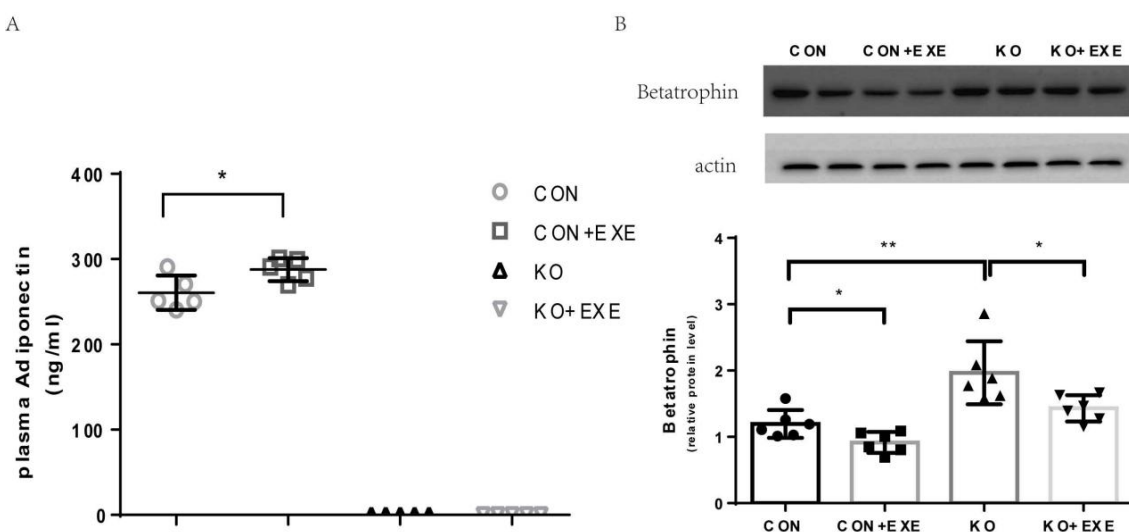 A
plasma Adiponectin
(ng/ml)
400
300
200
100
0
*
CON
CON+EXE
KO
KO+EXE
B
CON CON+EXE KO KO+EXE
Betatrophin
actin
Betatrophin
(relative protein level)
4
3
2
1
0
**
*
*
CON CON+EXE KO KO+EXE